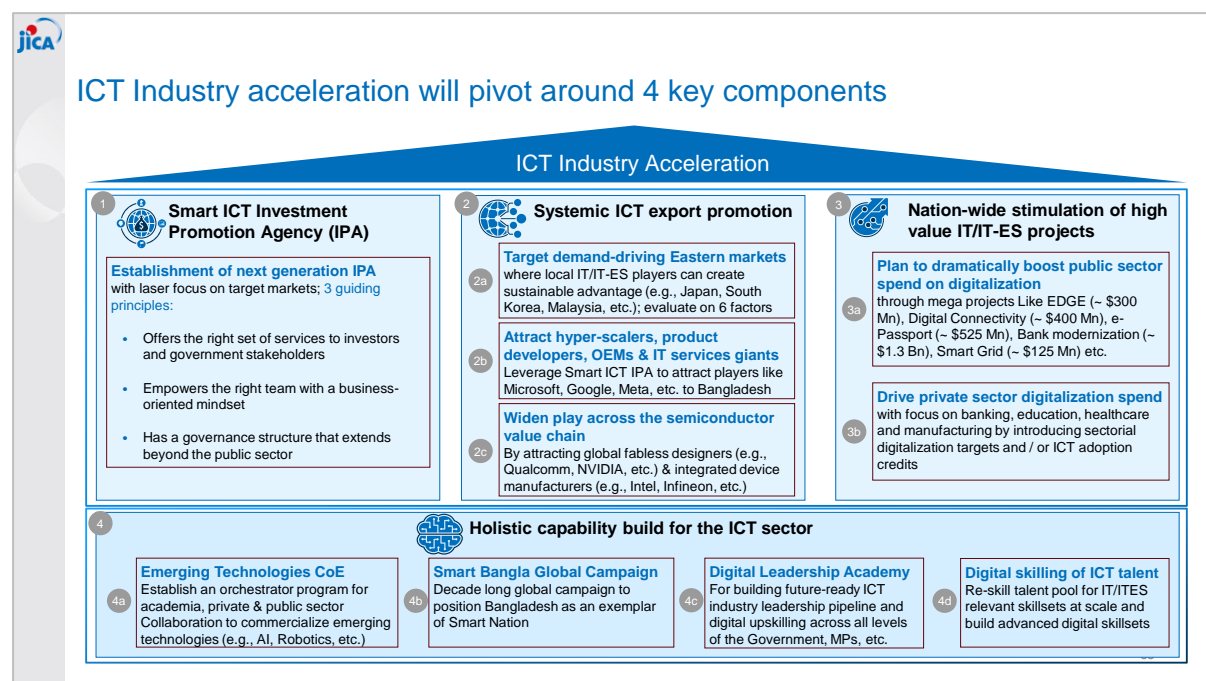 jica
ICT Industry acceleration will pivot around 4 key components
ICT Industry Acceleration
1
Smart ICT Investment
Promotion Agency (IPA)
Establishment of next generation IPA
with laser focus on target markets; 3 guiding
principles:
• Offers the right set of services to investors
and government stakeholders
• Empowers the right team with a business-
oriented mindset
• Has a governance structure that extends
beyond the public sector
2
Systemic ICT export promotion
2a
Target demand-driving Eastern markets
where local IT/IT-ES players can create
sustainable advantage (e.g., Japan, South
Korea, Malaysia, etc.); evaluate on 6 factors
2b
Attract hyper-scalers, product
developers, OEMs & IT services giants
Leverage Smart ICT IPA to attract players like
Microsoft, Google, Meta, etc. to Bangladesh
2c
Widen play across the semiconductor
value chain
By attracting global fabless designers (e.g.,
Qualcomm, NVIDIA, etc.) & integrated device
manufacturers (e.g., Intel, Infineon, etc.)
3
Nation-wide stimulation of high
value IT/IT-ES projects
3a
Plan to dramatically boost public sector
spend on digitalization
through mega projects Like EDGE (~ $300
Mn), Digital Connectivity (~ $400 Mn), e-
Passport (~ $525 Mn), Bank modernization (~
$1.3 Bn), Smart Grid (~ $125 Mn) etc.
3b
Drive private sector digitalization spend
with focus on banking, education, healthcare
and manufacturing by introducing sectorial
digitalization targets and / or ICT adoption
credits
4
Holistic capability build for the ICT sector
4a
Emerging Technologies CoE
Establish an orchestrator program for
academia, private & public sector
Collaboration to commercialize emerging
technologies (e.g., AI, Robotics, etc.)
4b
Smart Bangla Global Campaign
Decade long global campaign to
position Bangladesh as an exemplar
of Smart Nation
4c
Digital Leadership Academy
For building future-ready ICT
industry leadership pipeline and
digital upskilling across all levels
of the Government, MPs, etc.
4d
Digital skilling of ICT talent
Re-skill talent pool for IT/ITES
relevant skillsets at scale and
build advanced digital skillsets